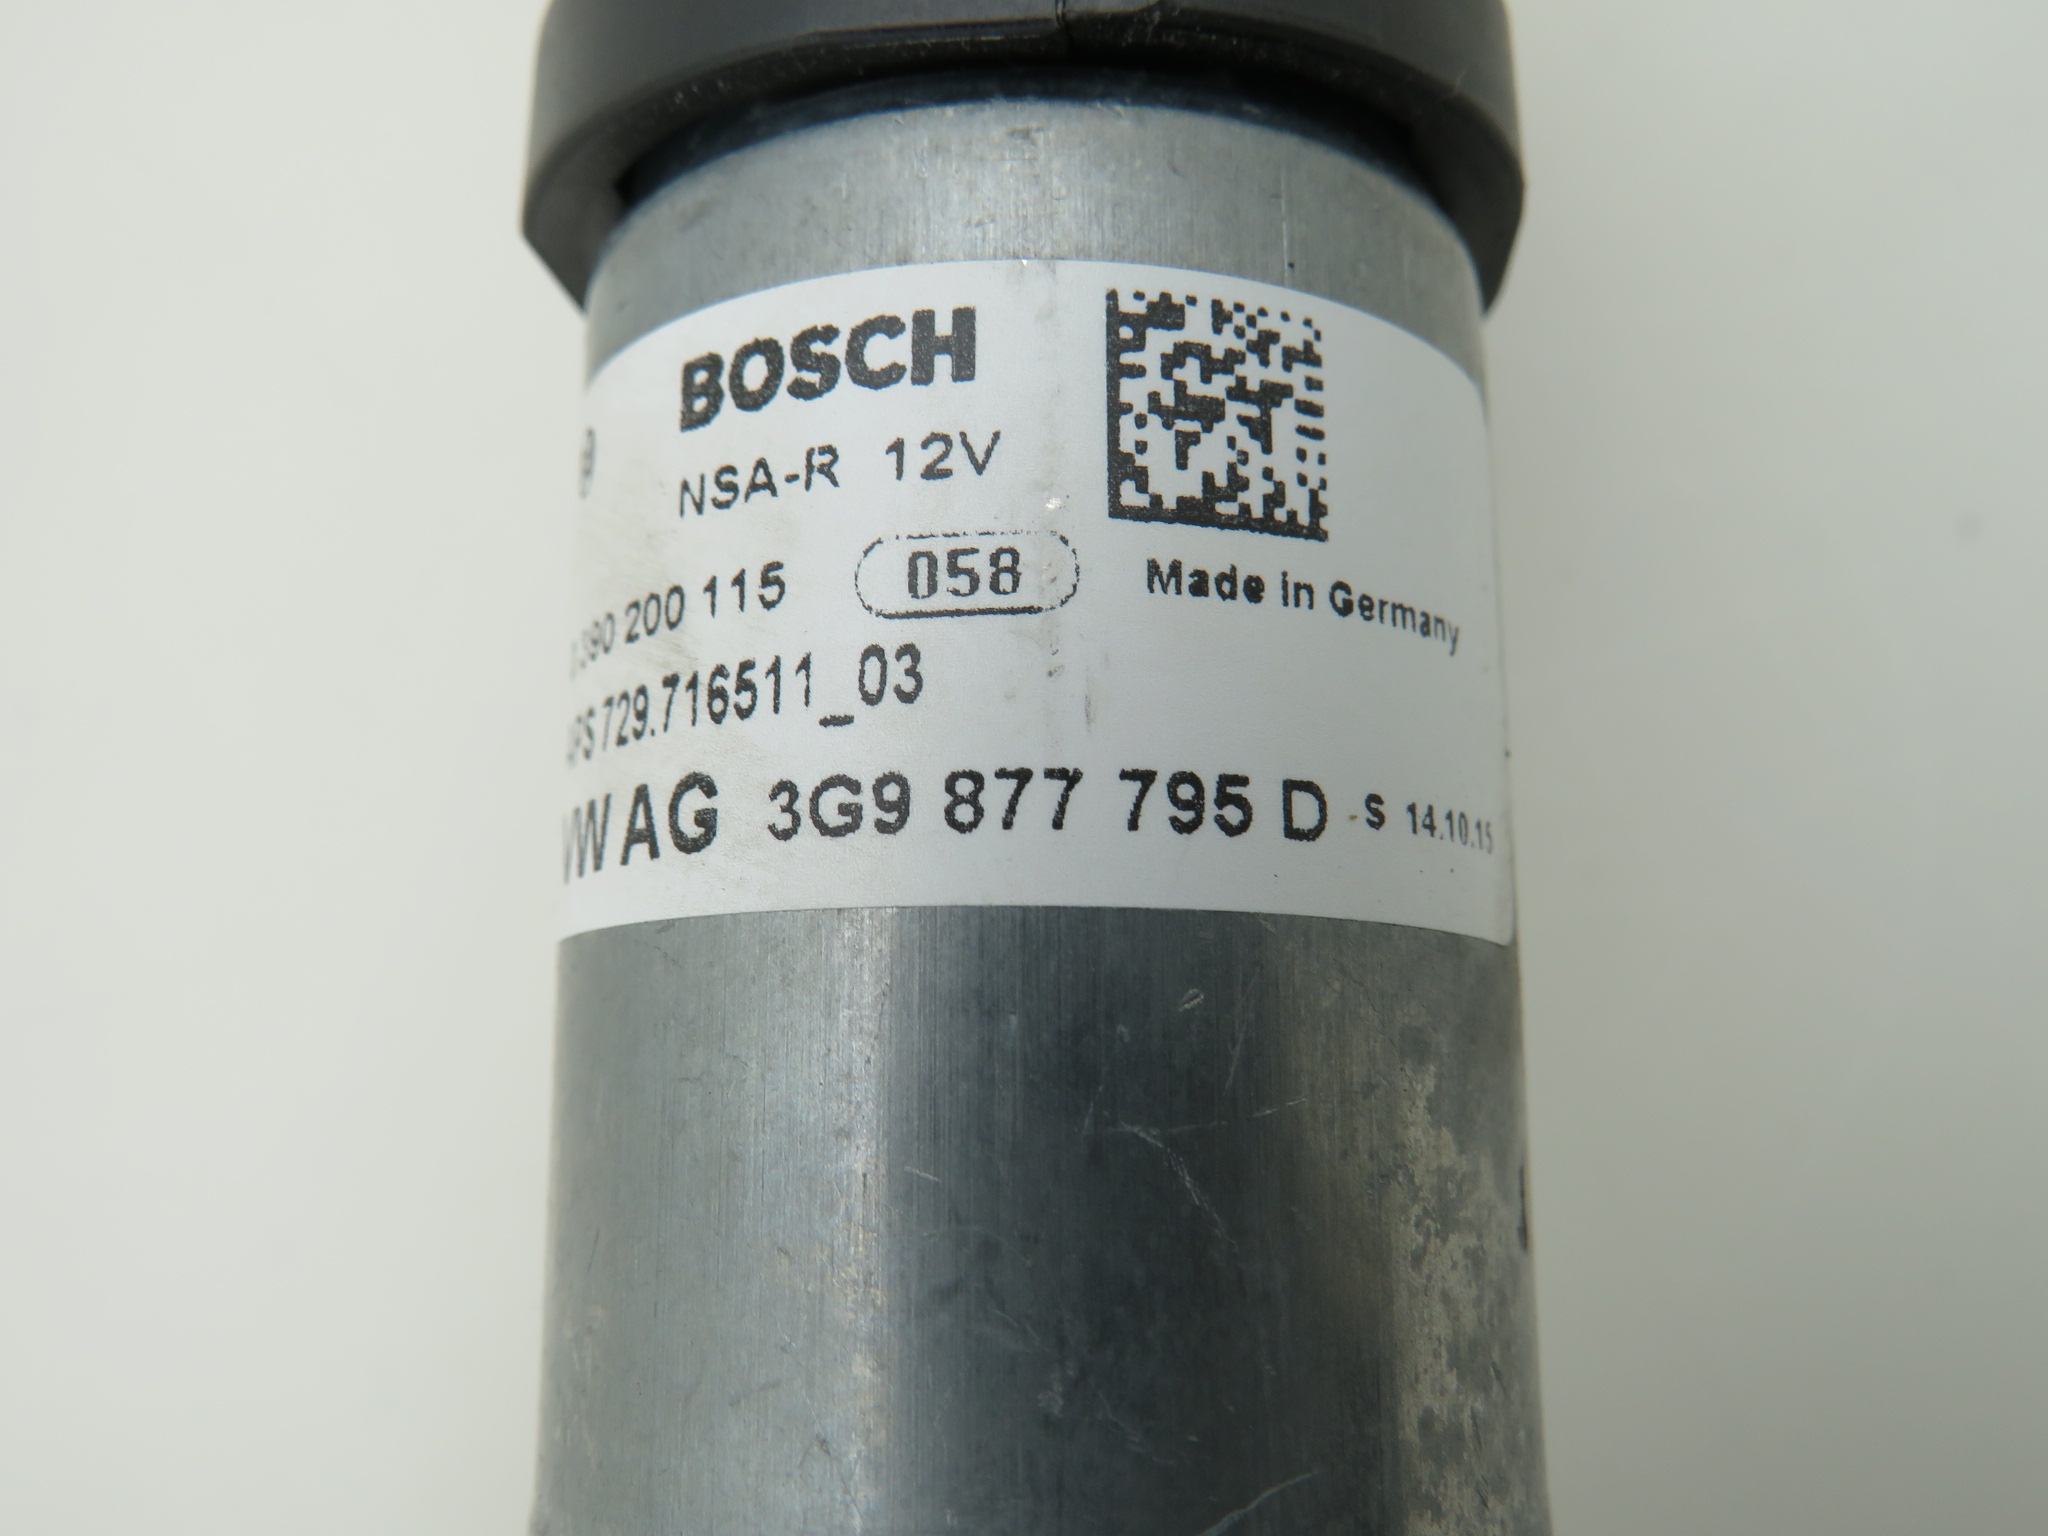 BOSCH
NSA-R 12V
390 200 115 058
Made in Germany
729.716511_03
VW AG 3G9 877 795 D S 14.10.15